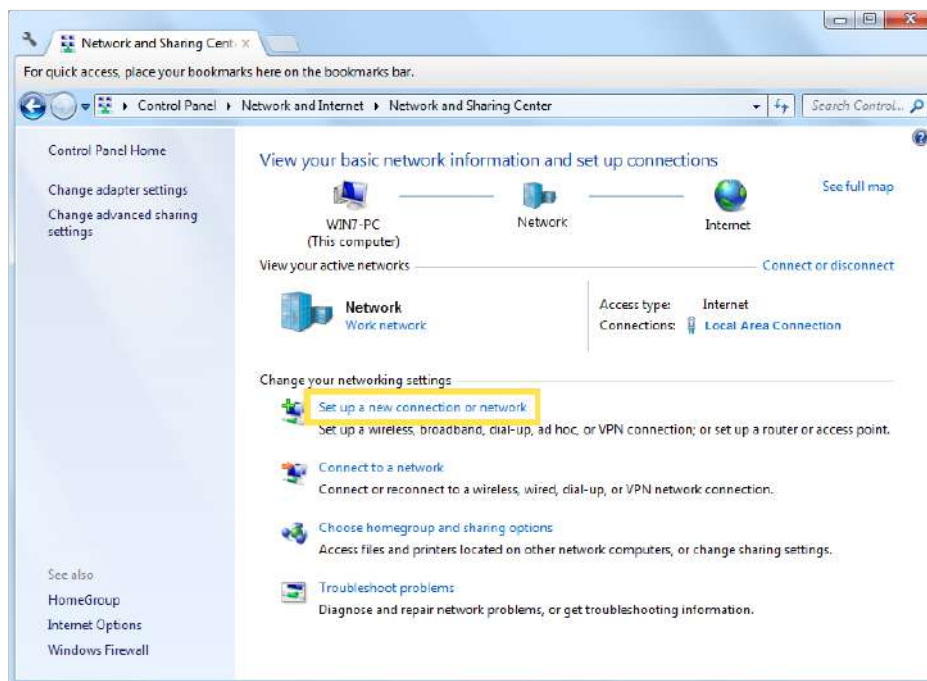 Network and Sharing Cent
For quick access, place your bookmarks here on the bookmarks bar.
Control Panel Network and Internet Network and Sharing Center
Search Control...
Control Panel Home
Change adapter settings
Change advanced sharing
settings
View your basic network information and set up connections
See full map
WIN7-PC
(This computer)
Network
Internet
View your active networks
Connect or disconnect
Network
Work network
Access type: Internet
Connections: Local Area Connection
Change your networking settings
Set up a new connection or network
Set up a wireless, broadband, dial-up, ad hoc, or VPN connection; or set up a router or access point.
Connect to a network
Connect or reconnect to a wireless, wired, dial-up, or VPN network connection.
Choose homegroup and sharing options
Access files and printers located on other network computers, or change sharing settings.
Troubleshoot problems
Diagnose and repair network problems, or get troubleshooting information.
See also
HomeGroup
Internet Options
Windows Firewall